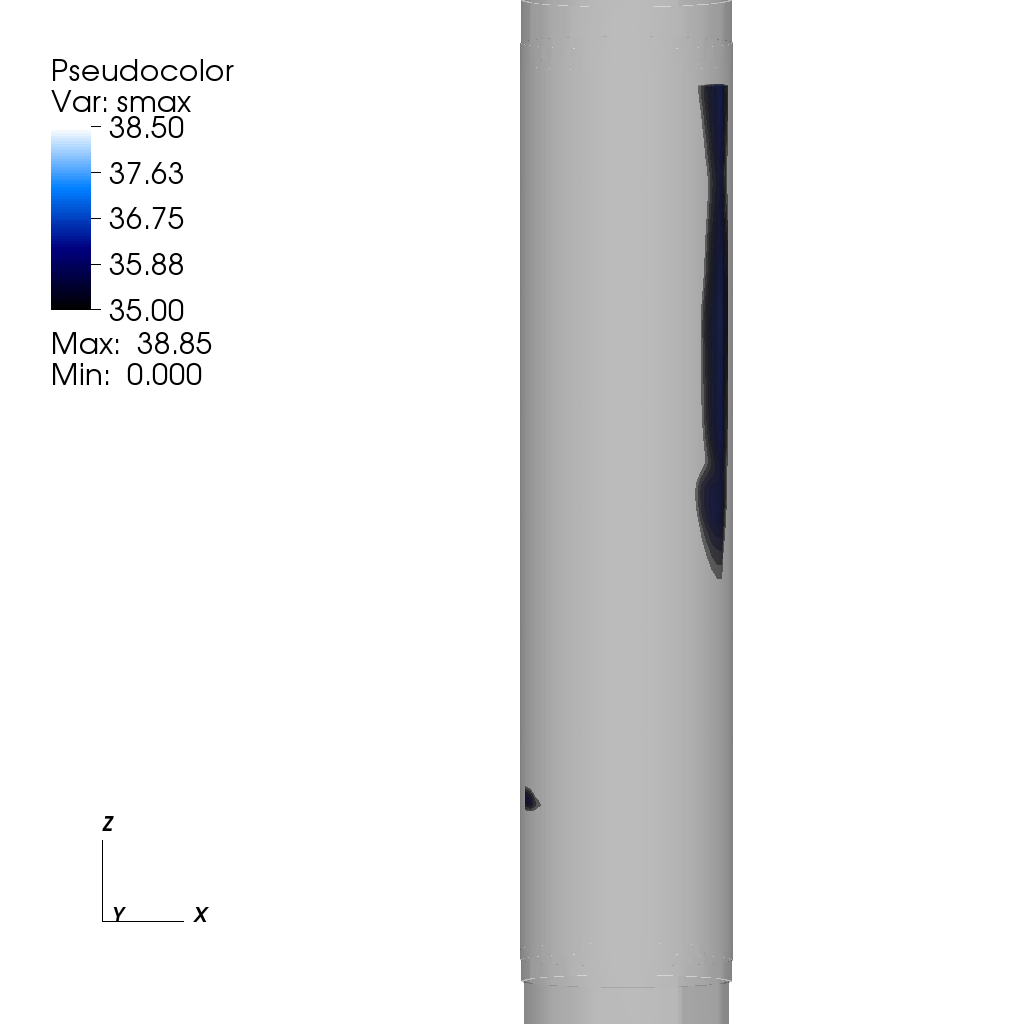 Pseudocolor
Var: smax
38.50
37.63
36.75
35.88
35.00
Max: 38.85
Min: 0.000
Z
Y X